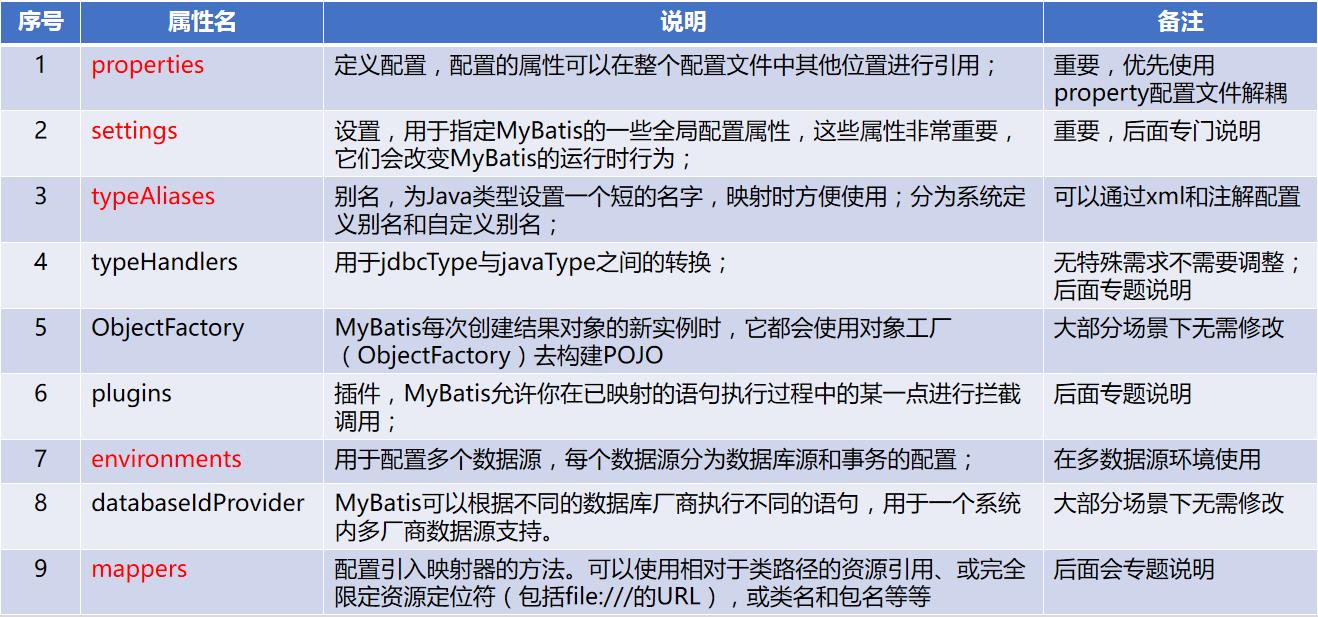 序号 属性名 说明 备注
1 properties 定义配置，配置的属性可以在整个配置文件中其他位置进行引用； 重要，优先使用
property配置文件解耦
2 settings 设置，用于指定MyBatis的一些全局配置属性，这些属性非常重要， 重要，后面专门说明
它们会改变MyBatis的运行时行为；
3 typeAliases 别名，为Java类型设置一个短的名字，映射时方便使用；分为系统定 可以通过xml和注解配置
义别名和自定义别名；
4 typeHandlers 用于jdbcType与javaType之间的转换； 无特殊需求不需要调整；
后面专题说明
5 ObjectFactory MyBatis每次创建结果对象的新实例时，它都会使用对象工厂 大部分场景下无需修改
（ObjectFactory）去构建POJO
6 plugins 插件，MyBatis允许你在已映射的语句执行过程中的某一点进行拦截 后面专题说明
调用；
7 environments 用于配置多个数据源，每个数据源分为数据库源和事务的配置； 在多数据源环境使用
8 databaseIdProvider MyBatis可以根据不同的数据库厂商执行不同的语句，用于一个系统 大部分场景下无需修改
内多厂商数据源支持。
9 mappers 配置引入映射器的方法。可以使用相对于类路径的资源引用、或完全 后面会专题说明
限定资源定位符（包括file:///的URL），或类名和包名等等